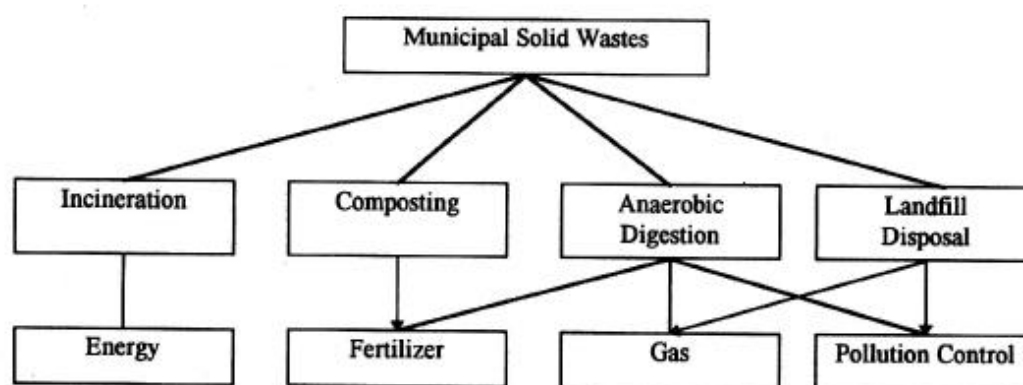 Municipal Solid Wastes
Incineration
Composting
Anaerobic
Digestion
Landfill
Disposal
Energy
Fertilizer
Gas
Pollution Control